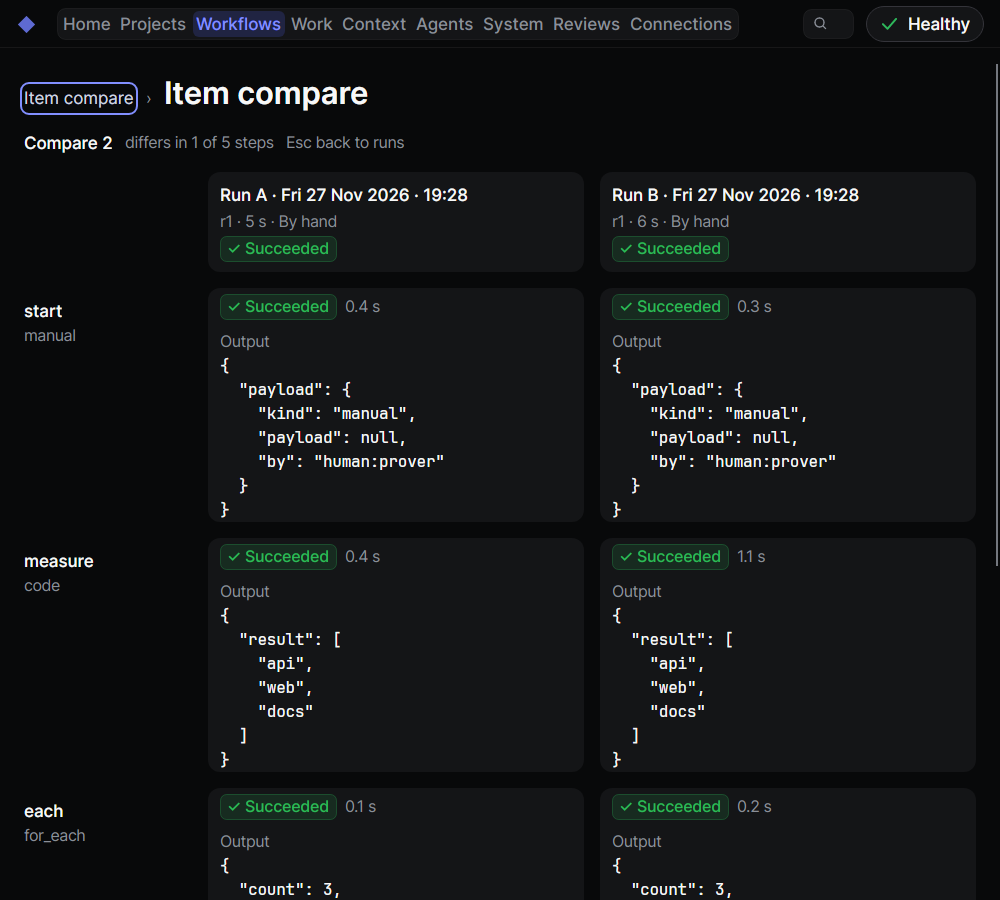 Home Projects Workflows Work Context Agents System Reviews Connections Healthy
Item compare › Item compare
Compare 2 differs in 1 of 5 steps Esc back to runs
Run A · Fri 27 Nov 2026 · 19:28 Run B · Fri 27 Nov 2026 · 19:28
r1 · 5 s · By hand r1 · 6 s · By hand
Succeeded Succeeded
start Succeeded 0.4 s Succeeded 0.3 s
manual Output Output
{ {
"payload": { "payload": {
"kind": "manual", "kind": "manual",
"payload": null, "payload": null,
"by": "human:prover" "by": "human:prover"
} }
} }
measure Succeeded 0.4 s Succeeded 1.1 s
code Output Output
{ {
"result": [ "result": [
"api", "api",
"web", "web",
"docs" "docs"
] ]
} }
each Succeeded 0.1 s Succeeded 0.2 s
for_each Output Output
{ {
"count": 3, "count": 3,